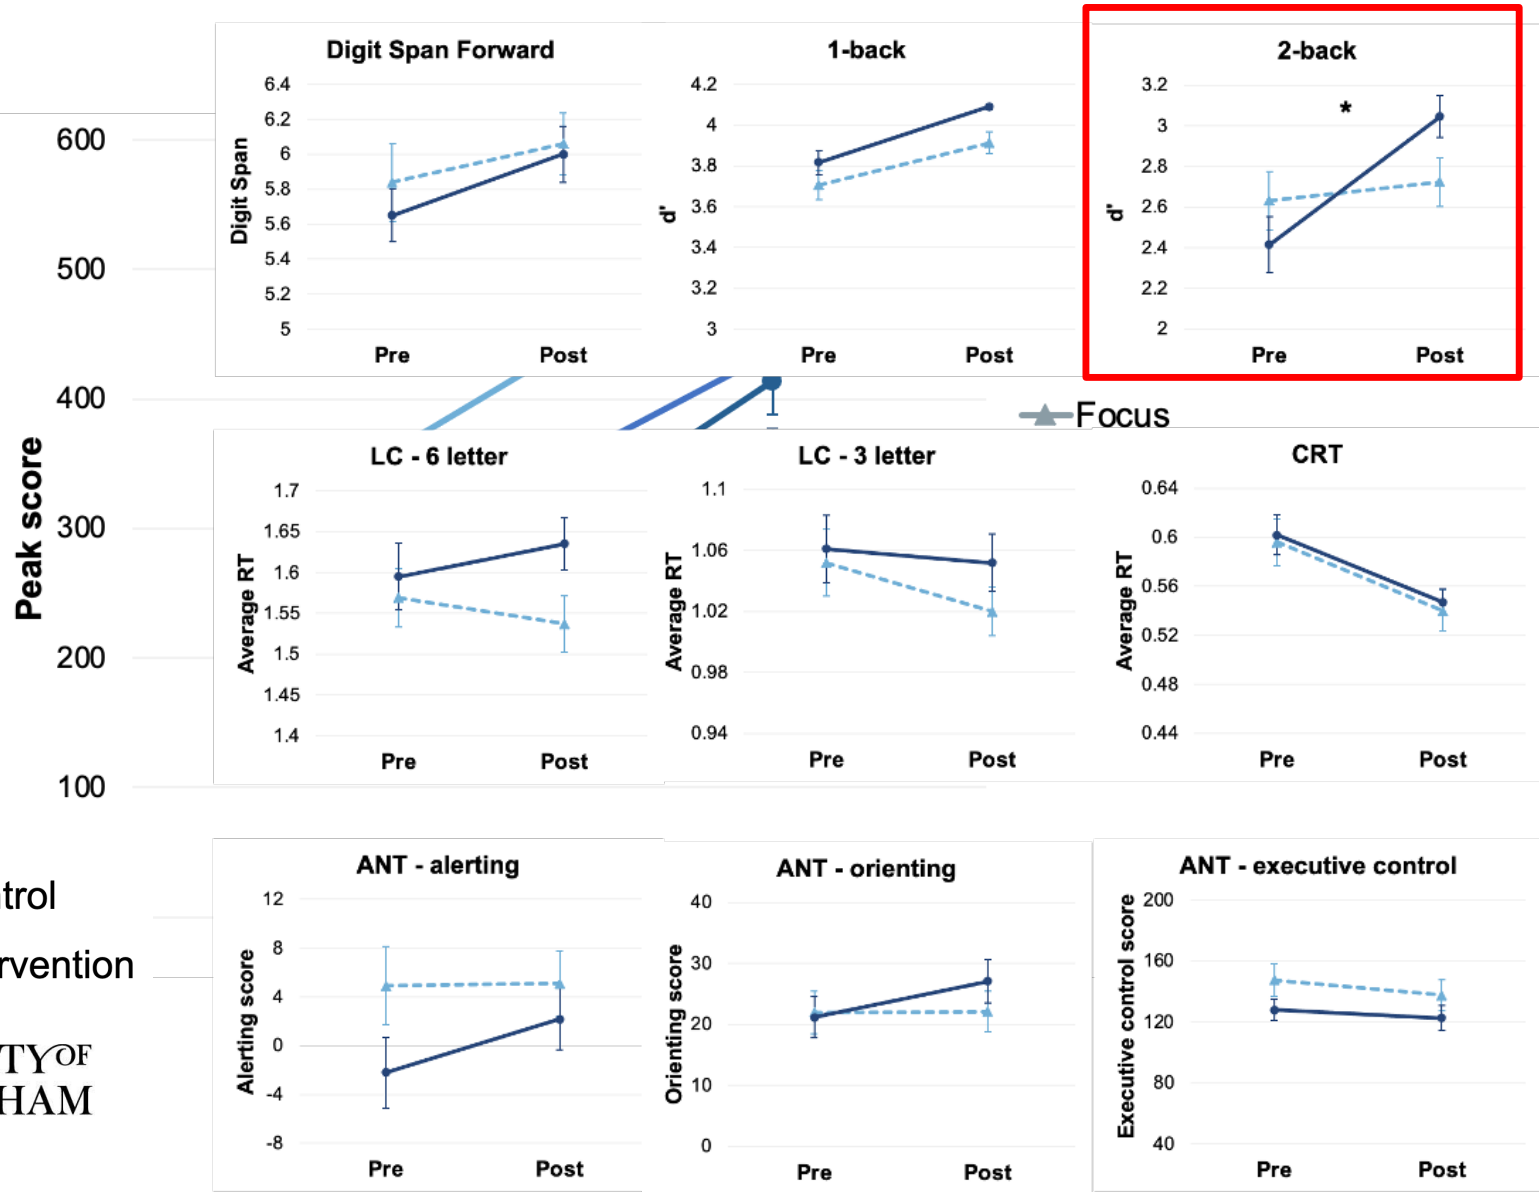 Digit Span Forward
6.4
6.2
6
5.8
5.6
5.4
5.2
5
Digit Span
Pre Post
1-back
4.2
4
3.8
3.6
3.4
3.2
3
d'
Pre Post
2-back
3.2
3
2.8
2.6
2.4
2.2
2
d'
*
Pre Post
600
500
400
300
200
100
Peak score
Focus
LC - 6 letter
1.7
1.65
1.6
1.55
1.5
1.45
1.4
Average RT
Pre Post
LC - 3 letter
1.1
1.06
1.02
0.98
0.94
Average RT
Pre Post
CRT
0.64
0.6
0.56
0.52
0.48
0.44
Average RT
Pre Post
ntrol
rvention
TY OF
HAM
ANT - alerting
12
8
4
0
-4
-8
Alerting score
Pre Post
ANT - orienting
40
30
20
10
0
Orienting score
Pre Post
ANT - executive control
200
160
120
80
40
Executive control score
Pre Post